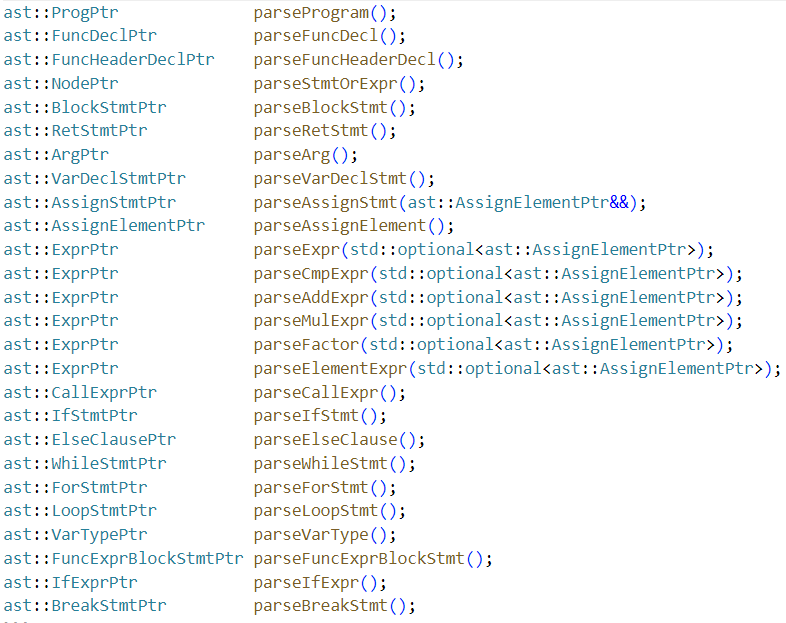 ast::ProgPtr parseProgram();
ast::FuncDeclPtr parseFuncDecl();
ast::FuncHeaderDeclPtr parseFuncHeaderDecl();
ast::NodePtr parseStmtOrExpr();
ast::BlockStmtPtr parseBlockStmt();
ast::RetStmtPtr parseRetStmt();
ast::ArgPtr parseArg();
ast::VarDeclStmtPtr parseVarDeclStmt();
ast::AssignStmtPtr parseAssignStmt(ast::AssignElementPtr&&);
ast::AssignElementPtr parseAssignElement();
ast::ExprPtr parseExpr(std::optional<ast::AssignElementPtr>);
ast::ExprPtr parseCmpExpr(std::optional<ast::AssignElementPtr>);
ast::ExprPtr parseAddExpr(std::optional<ast::AssignElementPtr>);
ast::ExprPtr parseMulExpr(std::optional<ast::AssignElementPtr>);
ast::ExprPtr parseFactor(std::optional<ast::AssignElementPtr>);
ast::ExprPtr parseElementExpr(std::optional<ast::AssignElementPtr>);
ast::CallExprPtr parseCallExpr();
ast::IfStmtPtr parseIfStmt();
ast::ElseClausePtr parseElseClause();
ast::WhileStmtPtr parseWhileStmt();
ast::ForStmtPtr parseForStmt();
ast::LoopStmtPtr parseLoopStmt();
ast::VarTypePtr parseVarType();
ast::FuncExprBlockStmtPtr parseFuncExprBlockStmt();
ast::IfExprPtr parseIfExpr();
ast::BreakStmtPtr parseBreakStmt();